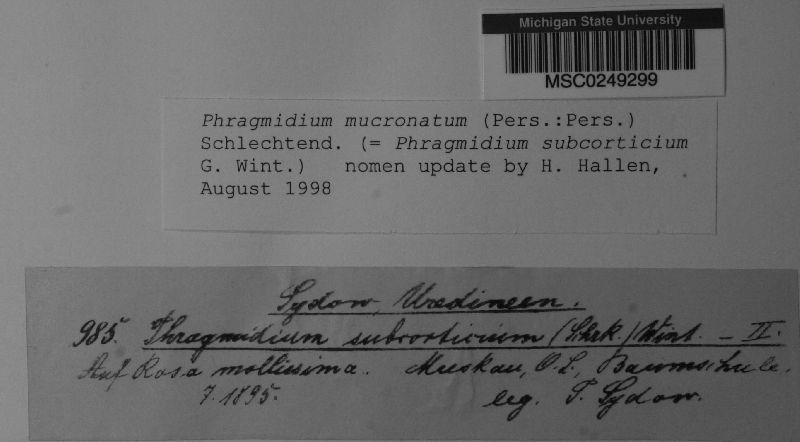 Michigan State University
MSC0249299
Phragmidium mucronatum (Pers.:Pers.)
Schlechtend. (= Phragmidium subcorticium
G. Wint.) nomen update by H. Hallen,
August 1998
Sydow, Uredineen.
985. Phragmidium subcorticium (Schrk.) Wint. – II.
Auf Rosa mollissima. Muskau, O.L., Baumschule.
7.1895. leg. P. Sydow.